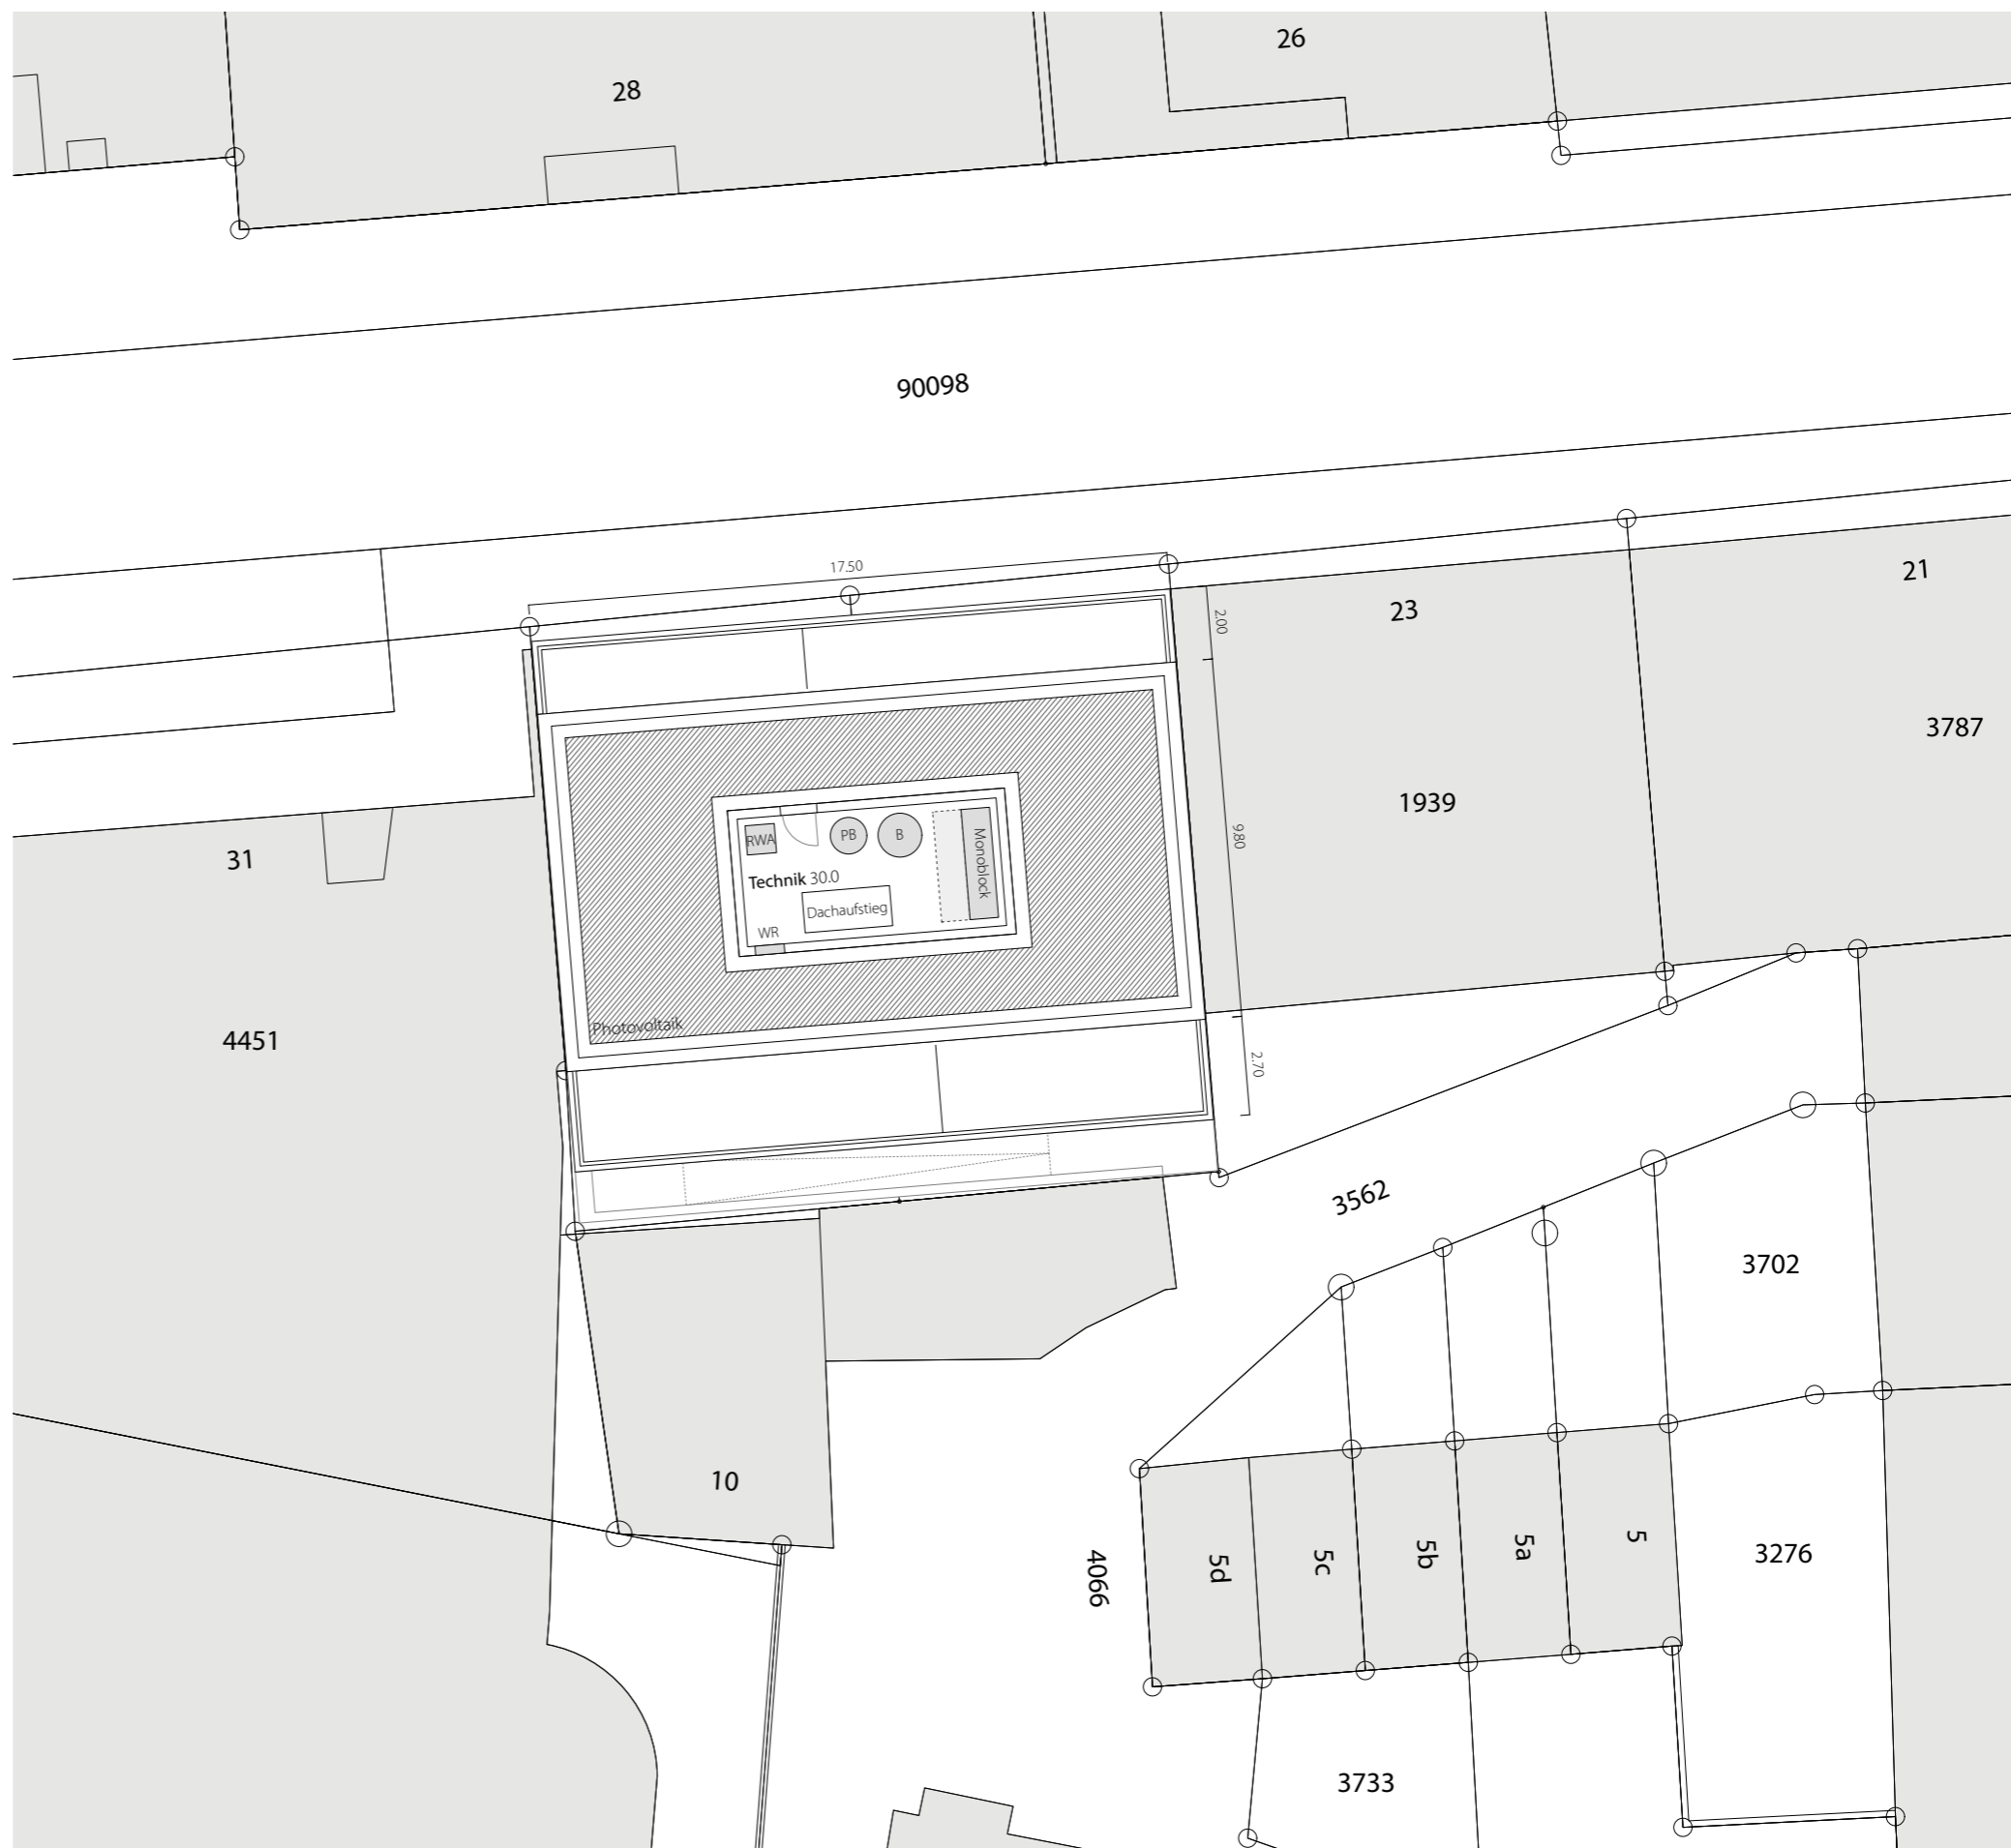 26
28
90098
17.50
21
23
2.00
3787
1939
9.80
RWA
PB
B
Monoblock
31
Technik 30.0
Dachaufstieg
WR
Photovoltaik
4451
2.70
3562
3702
10
5d
5c
5b
5a
5
4066
3276
3733